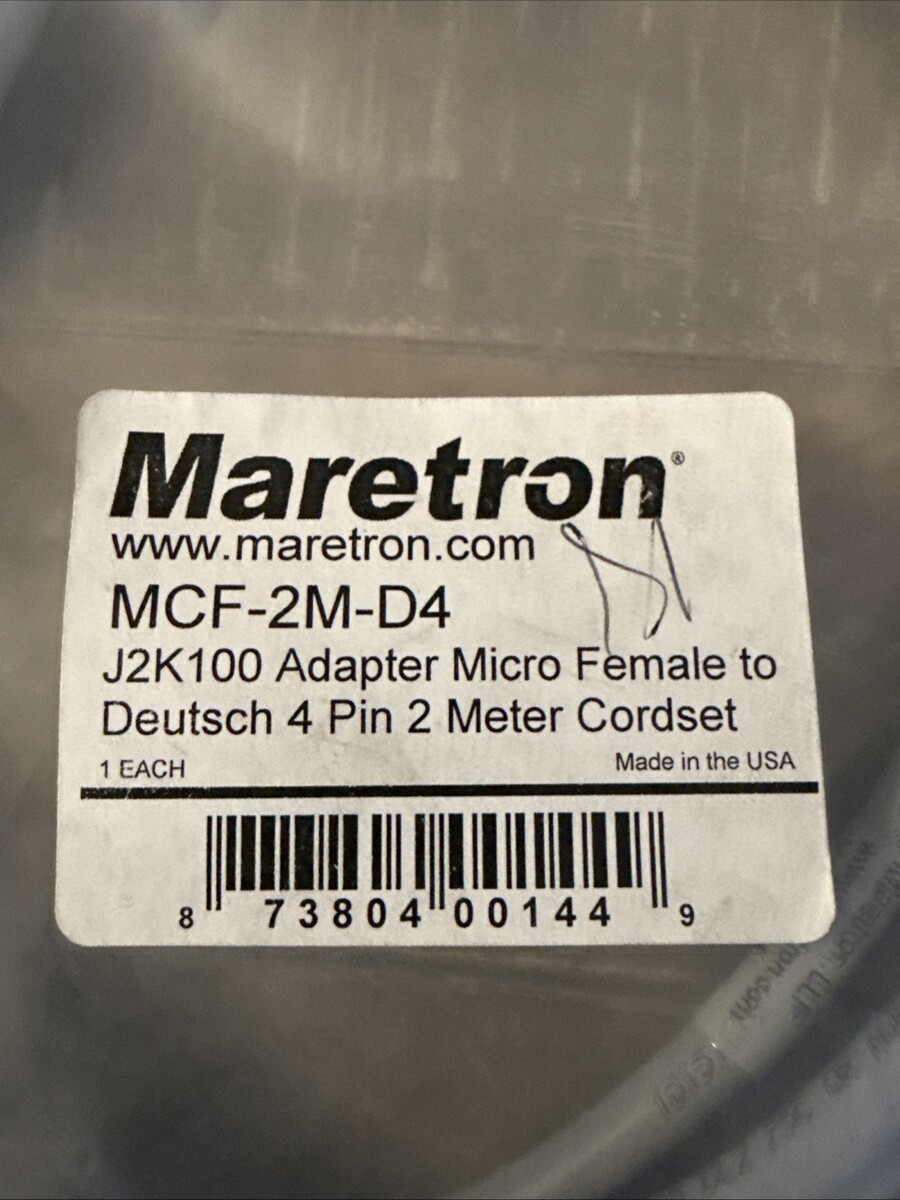 Maretron®
www.maretron.com
MCF-2M-D4
J2K100 Adapter Micro Female to
Deutsch 4 Pin 2 Meter Cordset
1 EACH Made in the USA
8 73804 00144 9